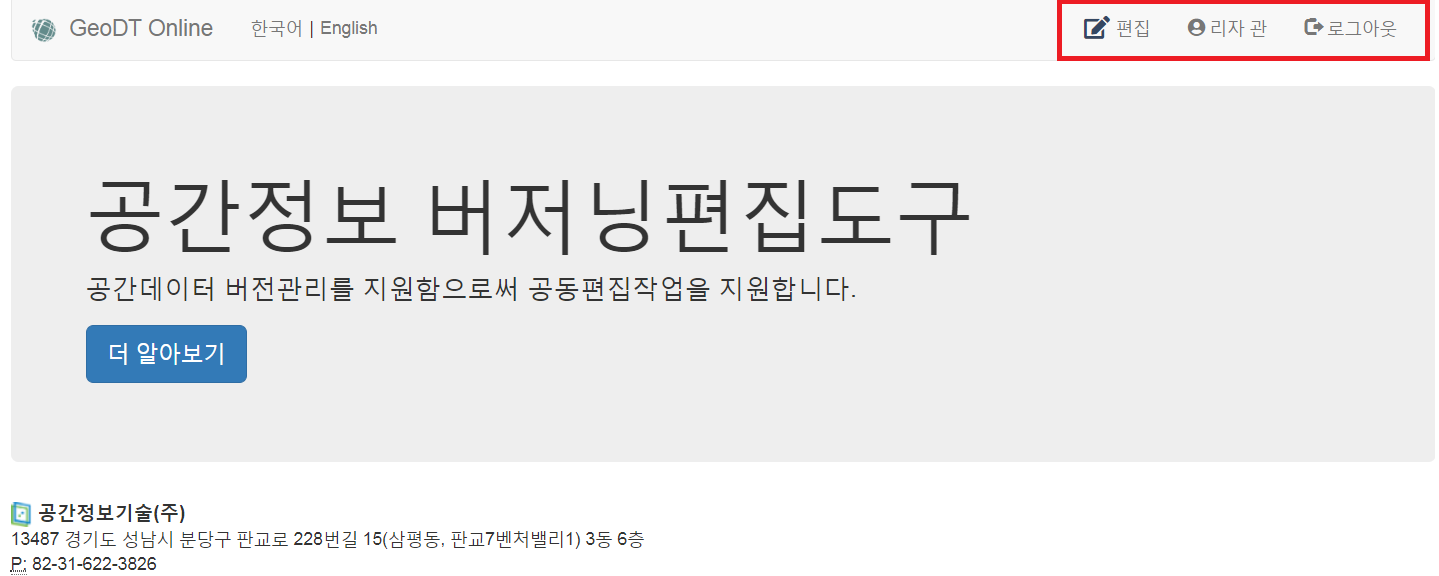 GeoDT Online 한국어 | English 편집 리자 관 로그아웃
공간정보 버저닝편집도구
공간데이터 버전관리를 지원함으로써 공동편집작업을 지원합니다.
더 알아보기
공간정보기술(주)
13487 경기도 성남시 분당구 판교로 228번길 15(삼평동, 판교7벤처밸리1) 3동 6층
P: 82-31-622-3826